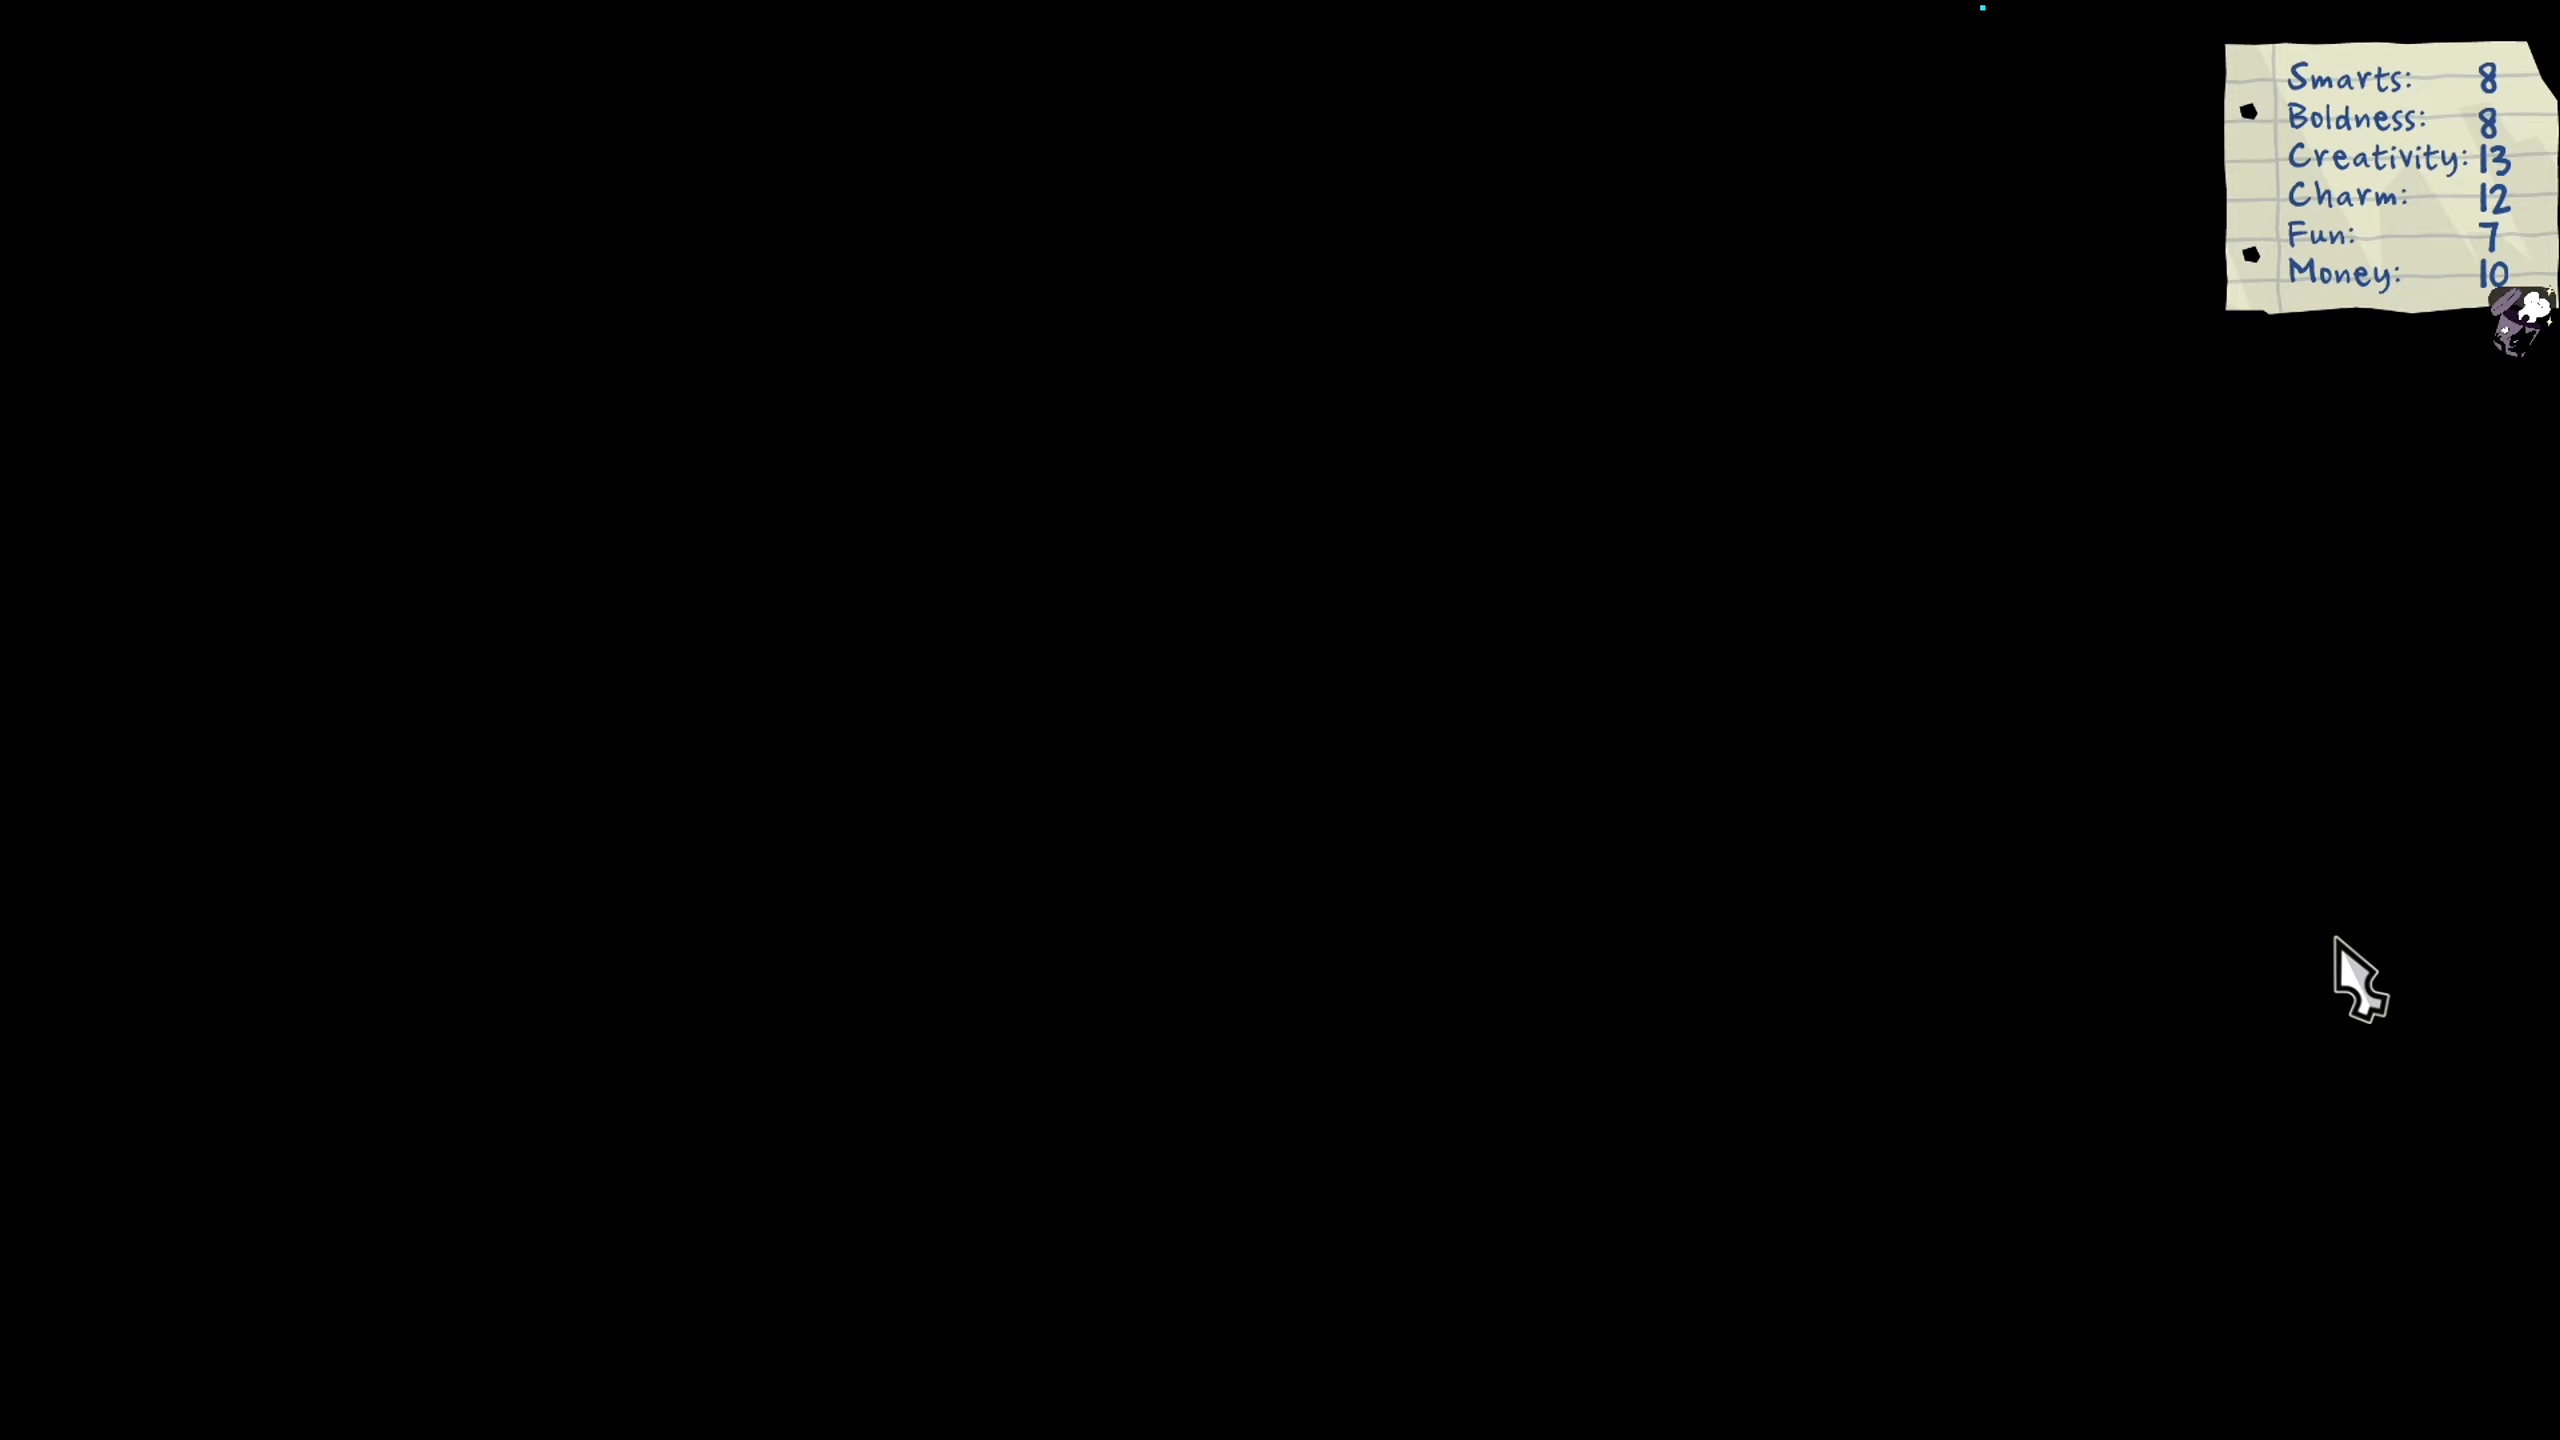 Smarts: 8
Boldness: 8
Creativity: 13
Charm: 12
Fun: 7
Money: 10